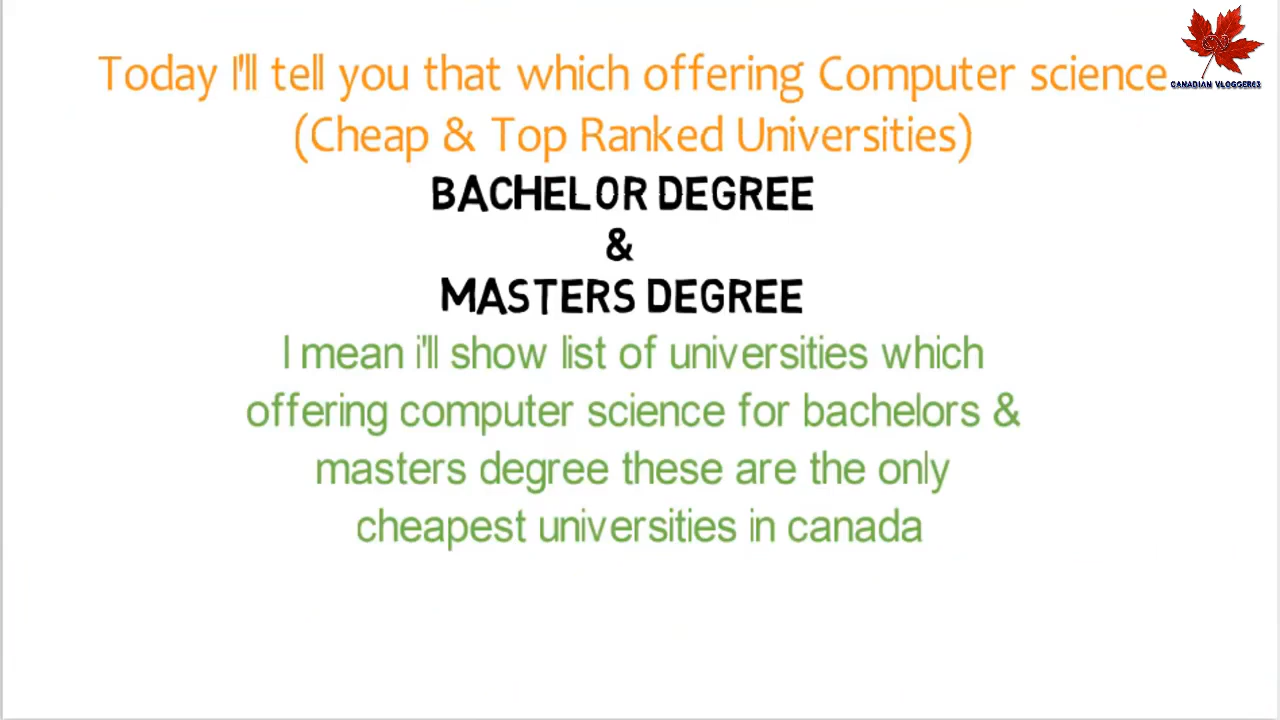 Today I'll tell you that which offering Computer science
(Cheap & Top Ranked Universities)
BACHELOR DEGREE
&
MASTERS DEGREE
I mean i'll show list of universities which
offering computer science for bachelors &
masters degree these are the only
cheapest universities in canada
CV
CANADIAN VLOGGER63